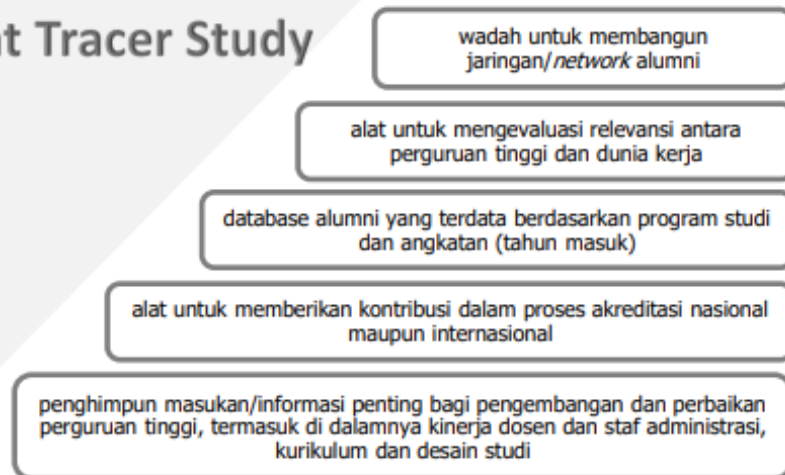 t Tracer Study
wadah untuk membangun
jaringan/network alumni
alat untuk mengevaluasi relevansi antara
perguruan tinggi dan dunia kerja
database alumni yang terdata berdasarkan program studi
dan angkatan (tahun masuk)
alat untuk memberikan kontribusi dalam proses akreditasi nasional
maupun internasional
penghimpun masukan/informasi penting bagi pengembangan dan perbaikan
perguruan tinggi, termasuk di dalamnya kinerja dosen dan staf administrasi,
kurikulum dan desain studi